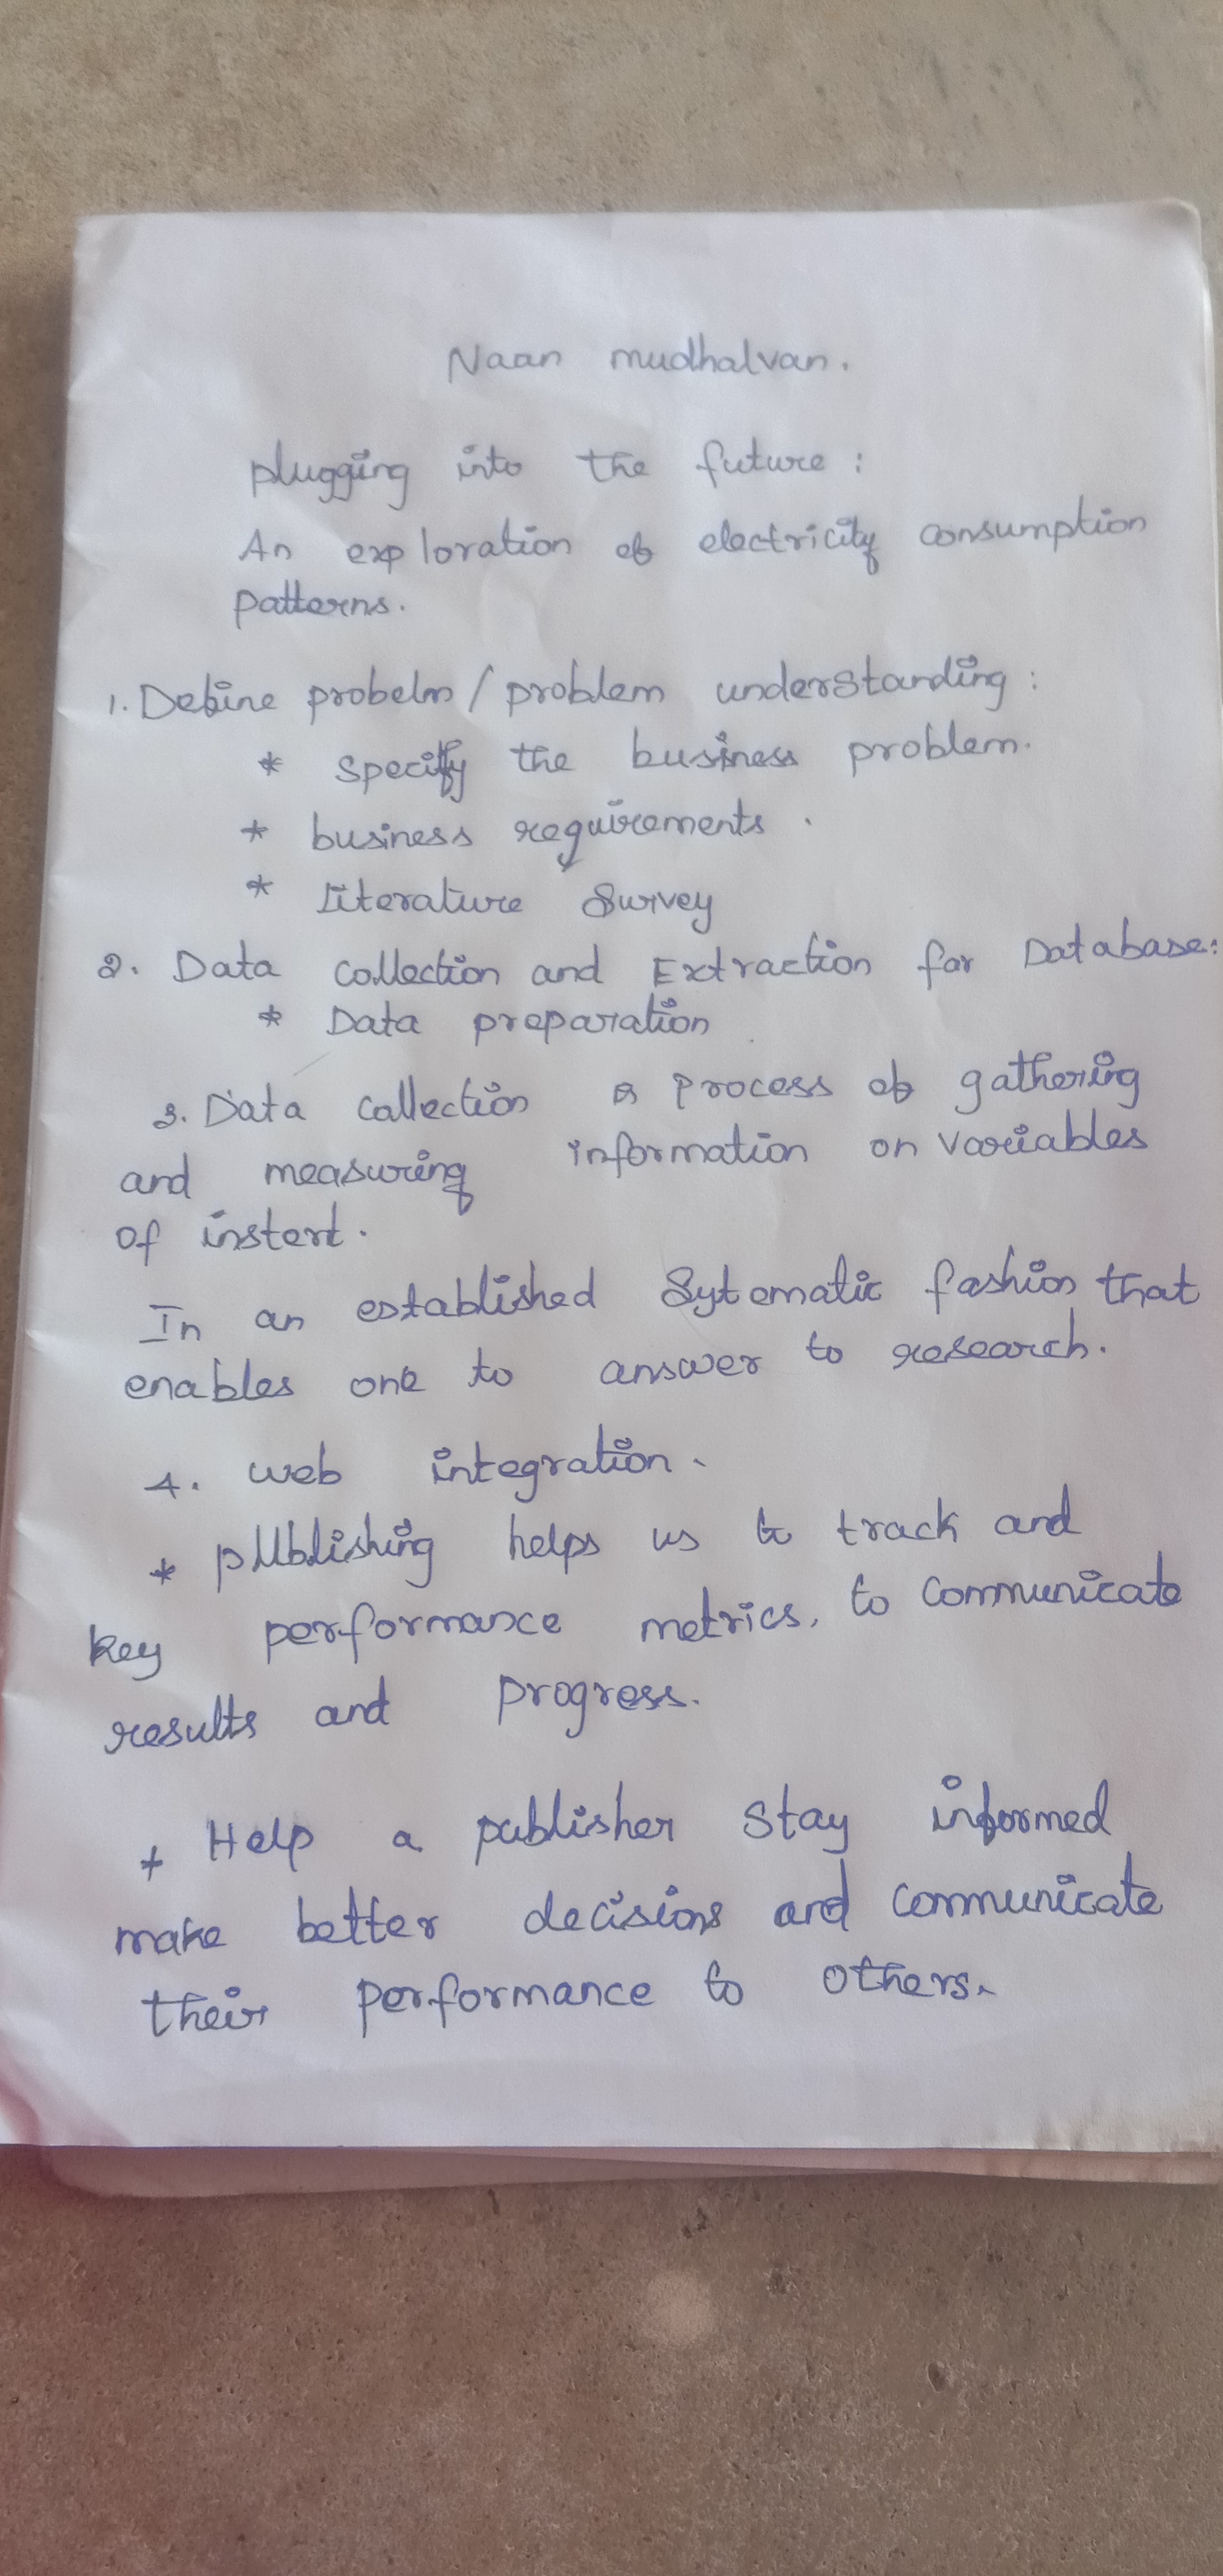 Naan mudhalvan.
plugging into the future :
An exploration of electricity consumption
patterns.
1. Define probelm / problem understanding :
* Specify the business problem.
* business requirements .
* Literature Survey
2. Data collection and Extraction for Database:
* Data preparation
3. Data collection is process of gathering
and measuring information on variables
of instert.
In an established Sytematic fashion that
enables one to answer to research.
4. web integration.
* publishing helps us to track and
key performance metrics, to communicate
results and progress.
+ Help a publisher stay informed
make better decisions and communicate
their performance to others.